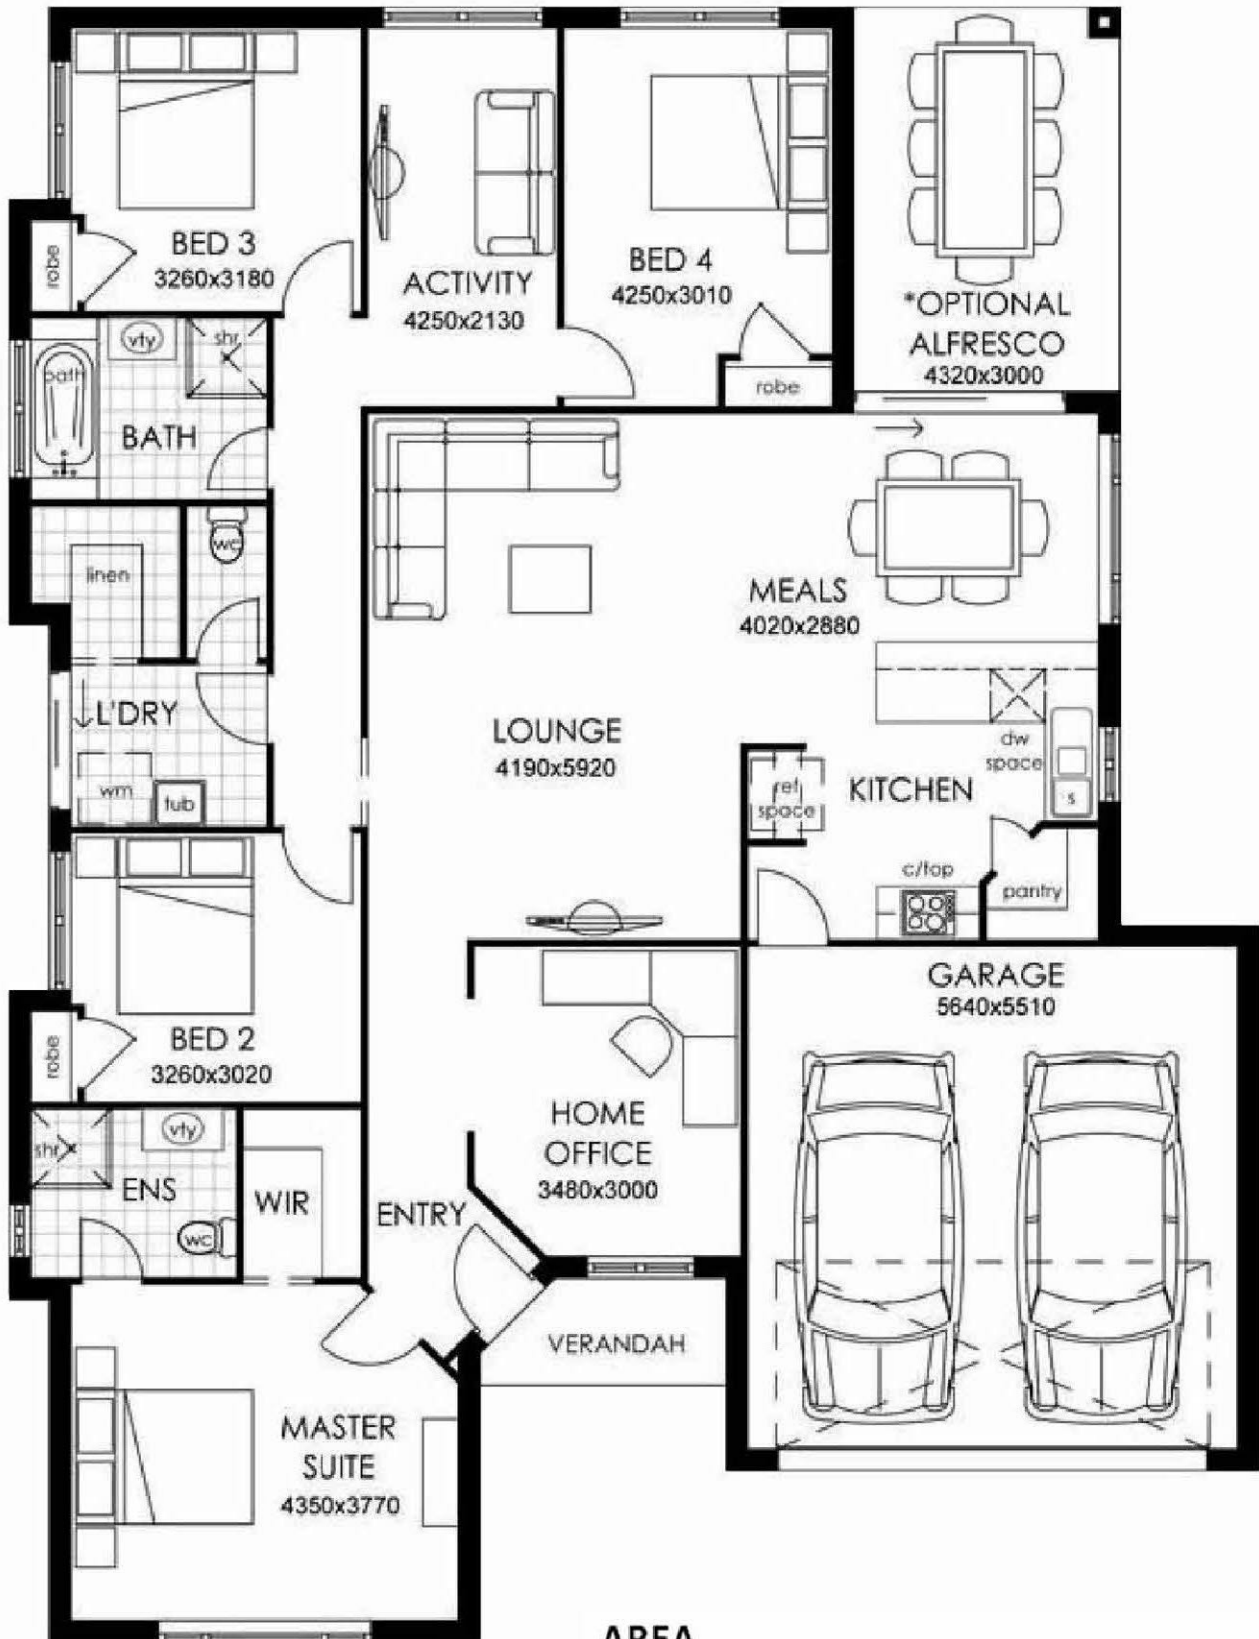 BED 3
3260x3180
robe
ACTIVITY
4250x2130
BED 4
4250x3010
robe
*OPTIONAL
ALFRESCO
4320x3000
vty
shr
bath
BATH
wc
linen
L'DRY
wm
tub
MEALS
4020x2880
LOUNGE
4190x5920
dw
space
s
ref
space
KITCHEN
c/top
pantry
BED 2
3260x3020
robe
GARAGE
5640x5510
HOME
OFFICE
3480x3000
shr
vty
ENS
wc
WIR
ENTRY
VERANDAH
MASTER
SUITE
4350x3770
AREA